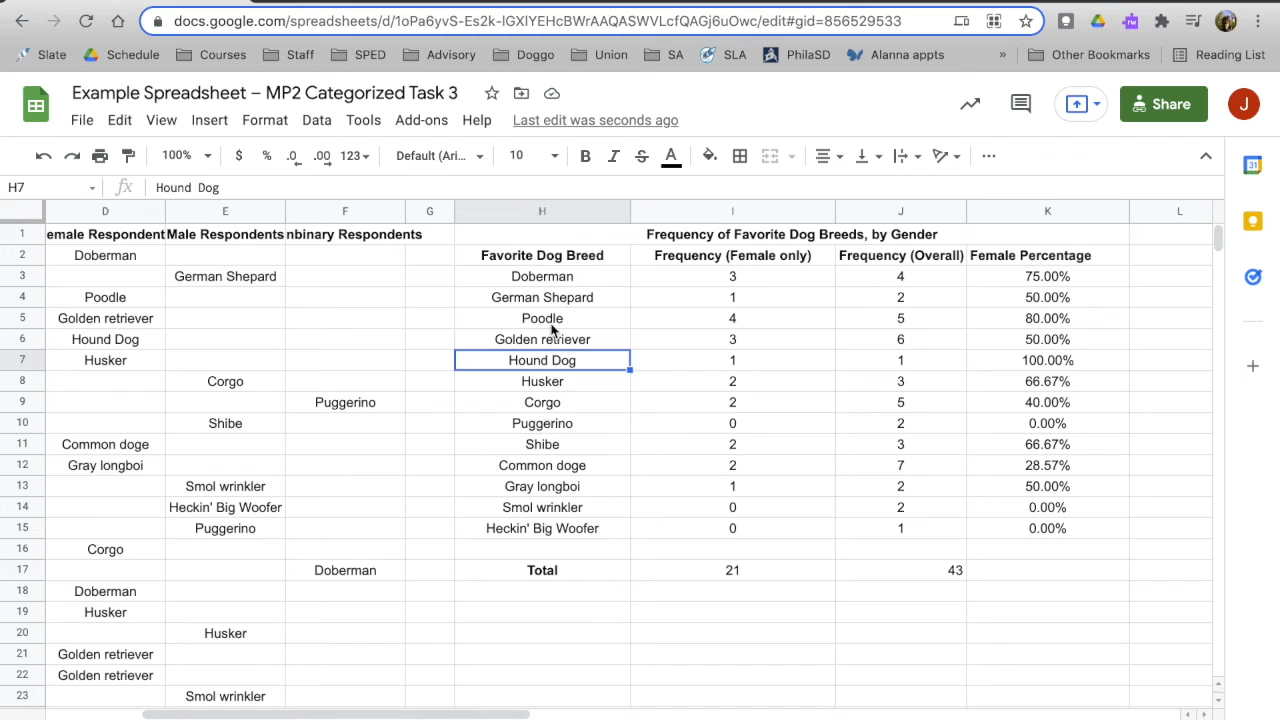 docs.google.com/spreadsheets/d/1oPa6yvS-Es2k-IGXlYEHcBWrAAQASWVLcfQAGj6uOwc/edit#gid=856529533
Slate Schedule Courses Staff SPED Advisory Doggo Union SA SLA PhilaSD Alanna appts » Other Bookmarks Reading List
Example Spreadsheet – MP2 Categorized Task 3
Share J
File Edit View Insert Format Data Tools Add-ons Help Last edit was seconds ago
100% $ % .0 .00 123 Default (Ari... 10 B I S A
31
H7 fx Hound Dog
D E F G H I J K L
1 emale Respondent Male Respondents nbinary Respondents Frequency of Favorite Dog Breeds, by Gender
2 Doberman Favorite Dog Breed Frequency (Female only) Frequency (Overall) Female Percentage
3 German Shepard Doberman 3 4 75.00%
4 Poodle German Shepard 1 2 50.00%
5 Golden retriever Poodle 4 5 80.00%
6 Hound Dog Golden retriever 3 6 50.00%
7 Husker Hound Dog 1 1 100.00%
8 Corgo Husker 2 3 66.67%
9 Puggerino Corgo 2 5 40.00%
10 Shibe Puggerino 0 2 0.00%
11 Common doge Shibe 2 3 66.67%
12 Gray longboi Common doge 2 7 28.57%
13 Smol wrinkler Gray longboi 1 2 50.00%
14 Heckin' Big Woofer Smol wrinkler 0 2 0.00%
15 Puggerino Heckin' Big Woofer 0 1 0.00%
16 Corgo
17 Doberman Total 21 43
18 Doberman
19 Husker
20 Husker
21 Golden retriever
22 Golden retriever
23 Smol wrinkler